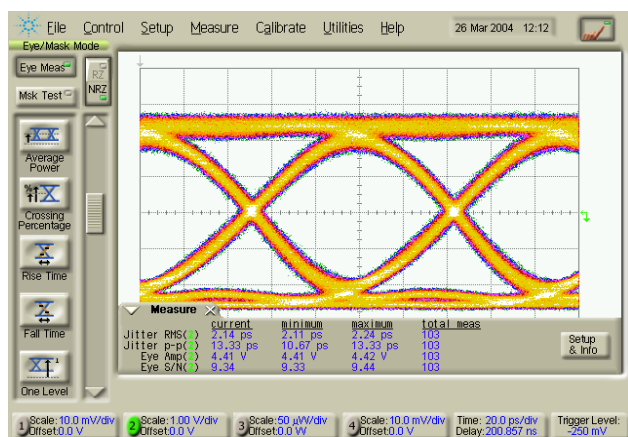 File Control Setup Measure Calibrate Utilities Help 26 Mar 2004 12:12
Eye/Mask Mode
Eye Meas
RZ
NRZ
Msk Test
Average
Power
Crossing
Percentage
Rise Time
Fall Time
One Level
Measure
current minimum maximum total meas
Jitter RMS(2) 2.14 ps 2.11 ps 2.24 ps 103
Jitter p-p(2) 13.33 ps 10.67 ps 13.33 ps 103
Eye Amp(2) 4.41 V 4.41 V 4.42 V 103
Eye S/N(2) 9.34 9.33 9.44 103
Setup
& Info
1 Scale:10.0 mV/div
Offset:0.0 V
2 Scale:1.00 V/div
Offset:0.0 V
3 Scale:50 µW/div
Offset:0.0 W
4 Scale:10.0 mV/div
Offset:0.0 V
Time: 20.0 ps/div
Delay:200.857 ns
Trigger Level:
-250 mV